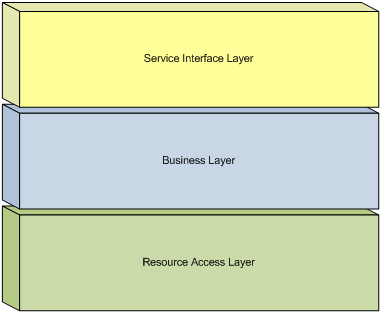 Service Interface Layer
Business Layer
Resource Access Layer